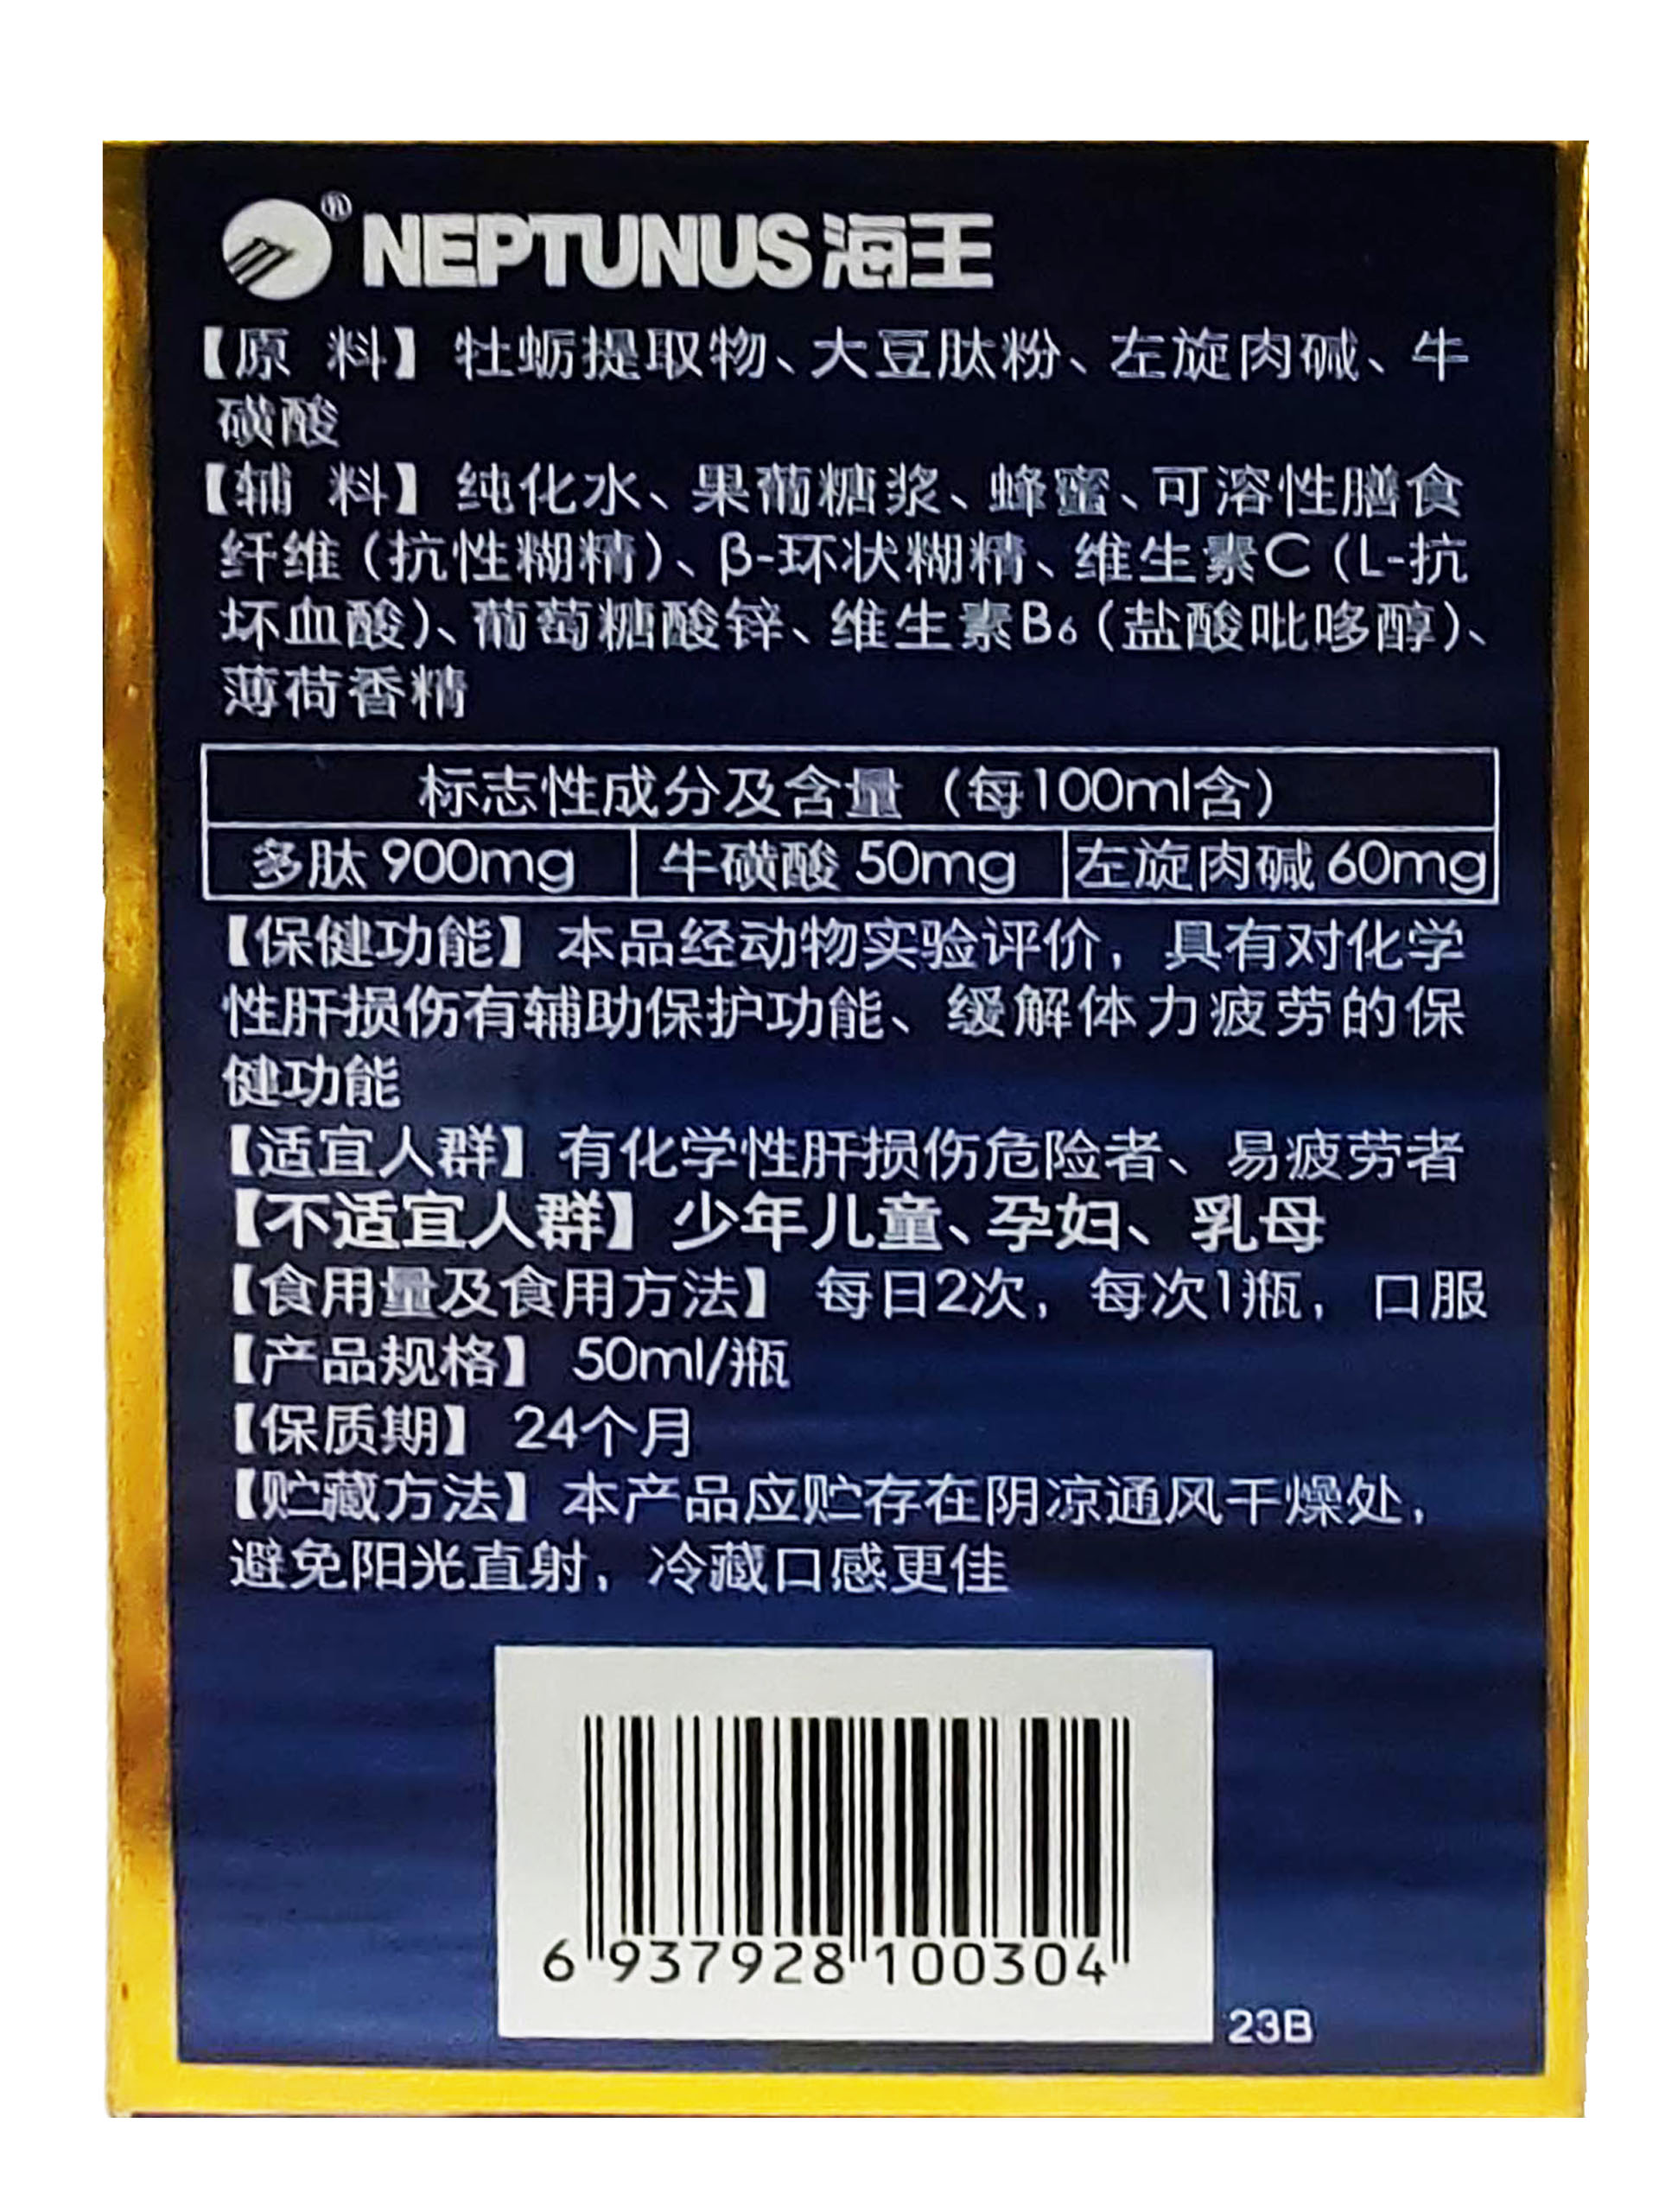 ® NEPTUNUS 海王
【原 料】 牡蛎提取物、大豆肽粉、左旋肉碱、牛
磺酸
【辅 料】 纯化水、果葡糖浆、蜂蜜、可溶性膳食
纤维（抗性糊精）、β-环状糊精、维生素C（L-抗
坏血酸）、葡萄糖酸锌、维生素B₆（盐酸吡哆醇）、
薄荷香精
标志性成分及含量（每100ml含）
多肽 900mg 牛磺酸 50mg 左旋肉碱 60mg
【保健功能】 本品经动物实验评价，具有对化学
性肝损伤有辅助保护功能、缓解体力疲劳的保
健功能
【适宜人群】 有化学性肝损伤危险者、易疲劳者
【不适宜人群】 少年儿童、孕妇、乳母
【食用量及食用方法】 每日2次，每次1瓶，口服
【产品规格】 50ml/瓶
【保质期】 24个月
【贮藏方法】 本产品应贮存在阴凉通风干燥处，
避免阳光直射，冷藏口感更佳
6 937928 100304
23B